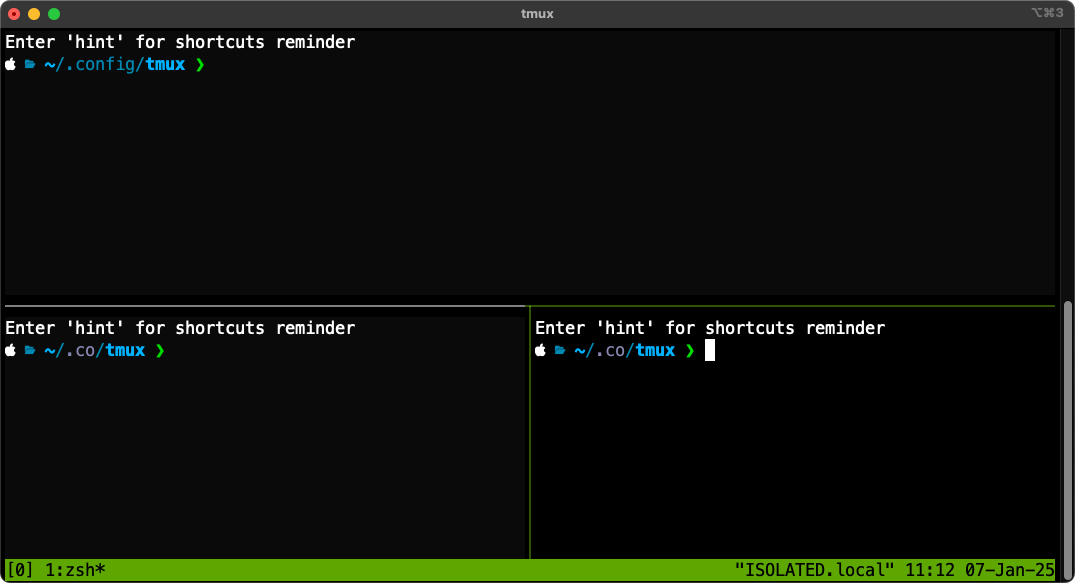 tmux
⌥⌘3
Enter 'hint' for shortcuts reminder
~/.config/tmux ❯
Enter 'hint' for shortcuts reminder
~/.co/tmux ❯
Enter 'hint' for shortcuts reminder
~/.co/tmux ❯
[0] 1:zsh*
"ISOLATED.local" 11:12 07-Jan-25